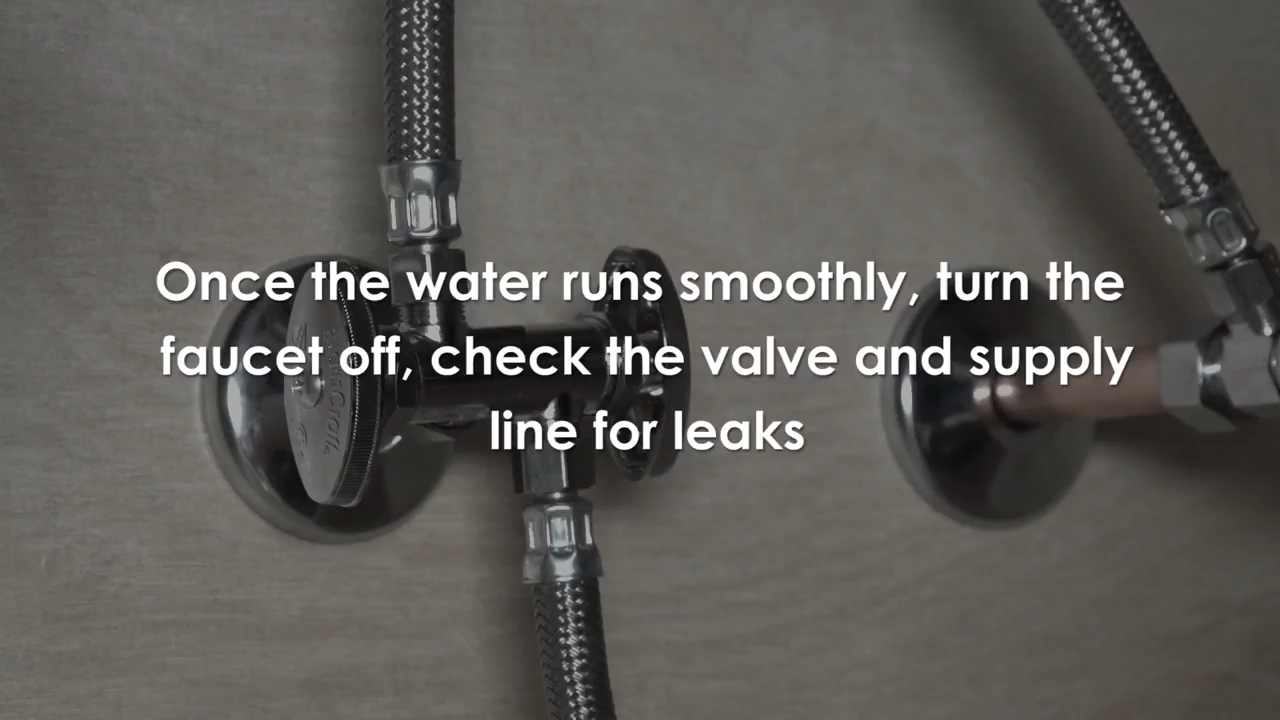 Once the water runs smoothly, turn the
faucet off, check the valve and supply
line for leaks